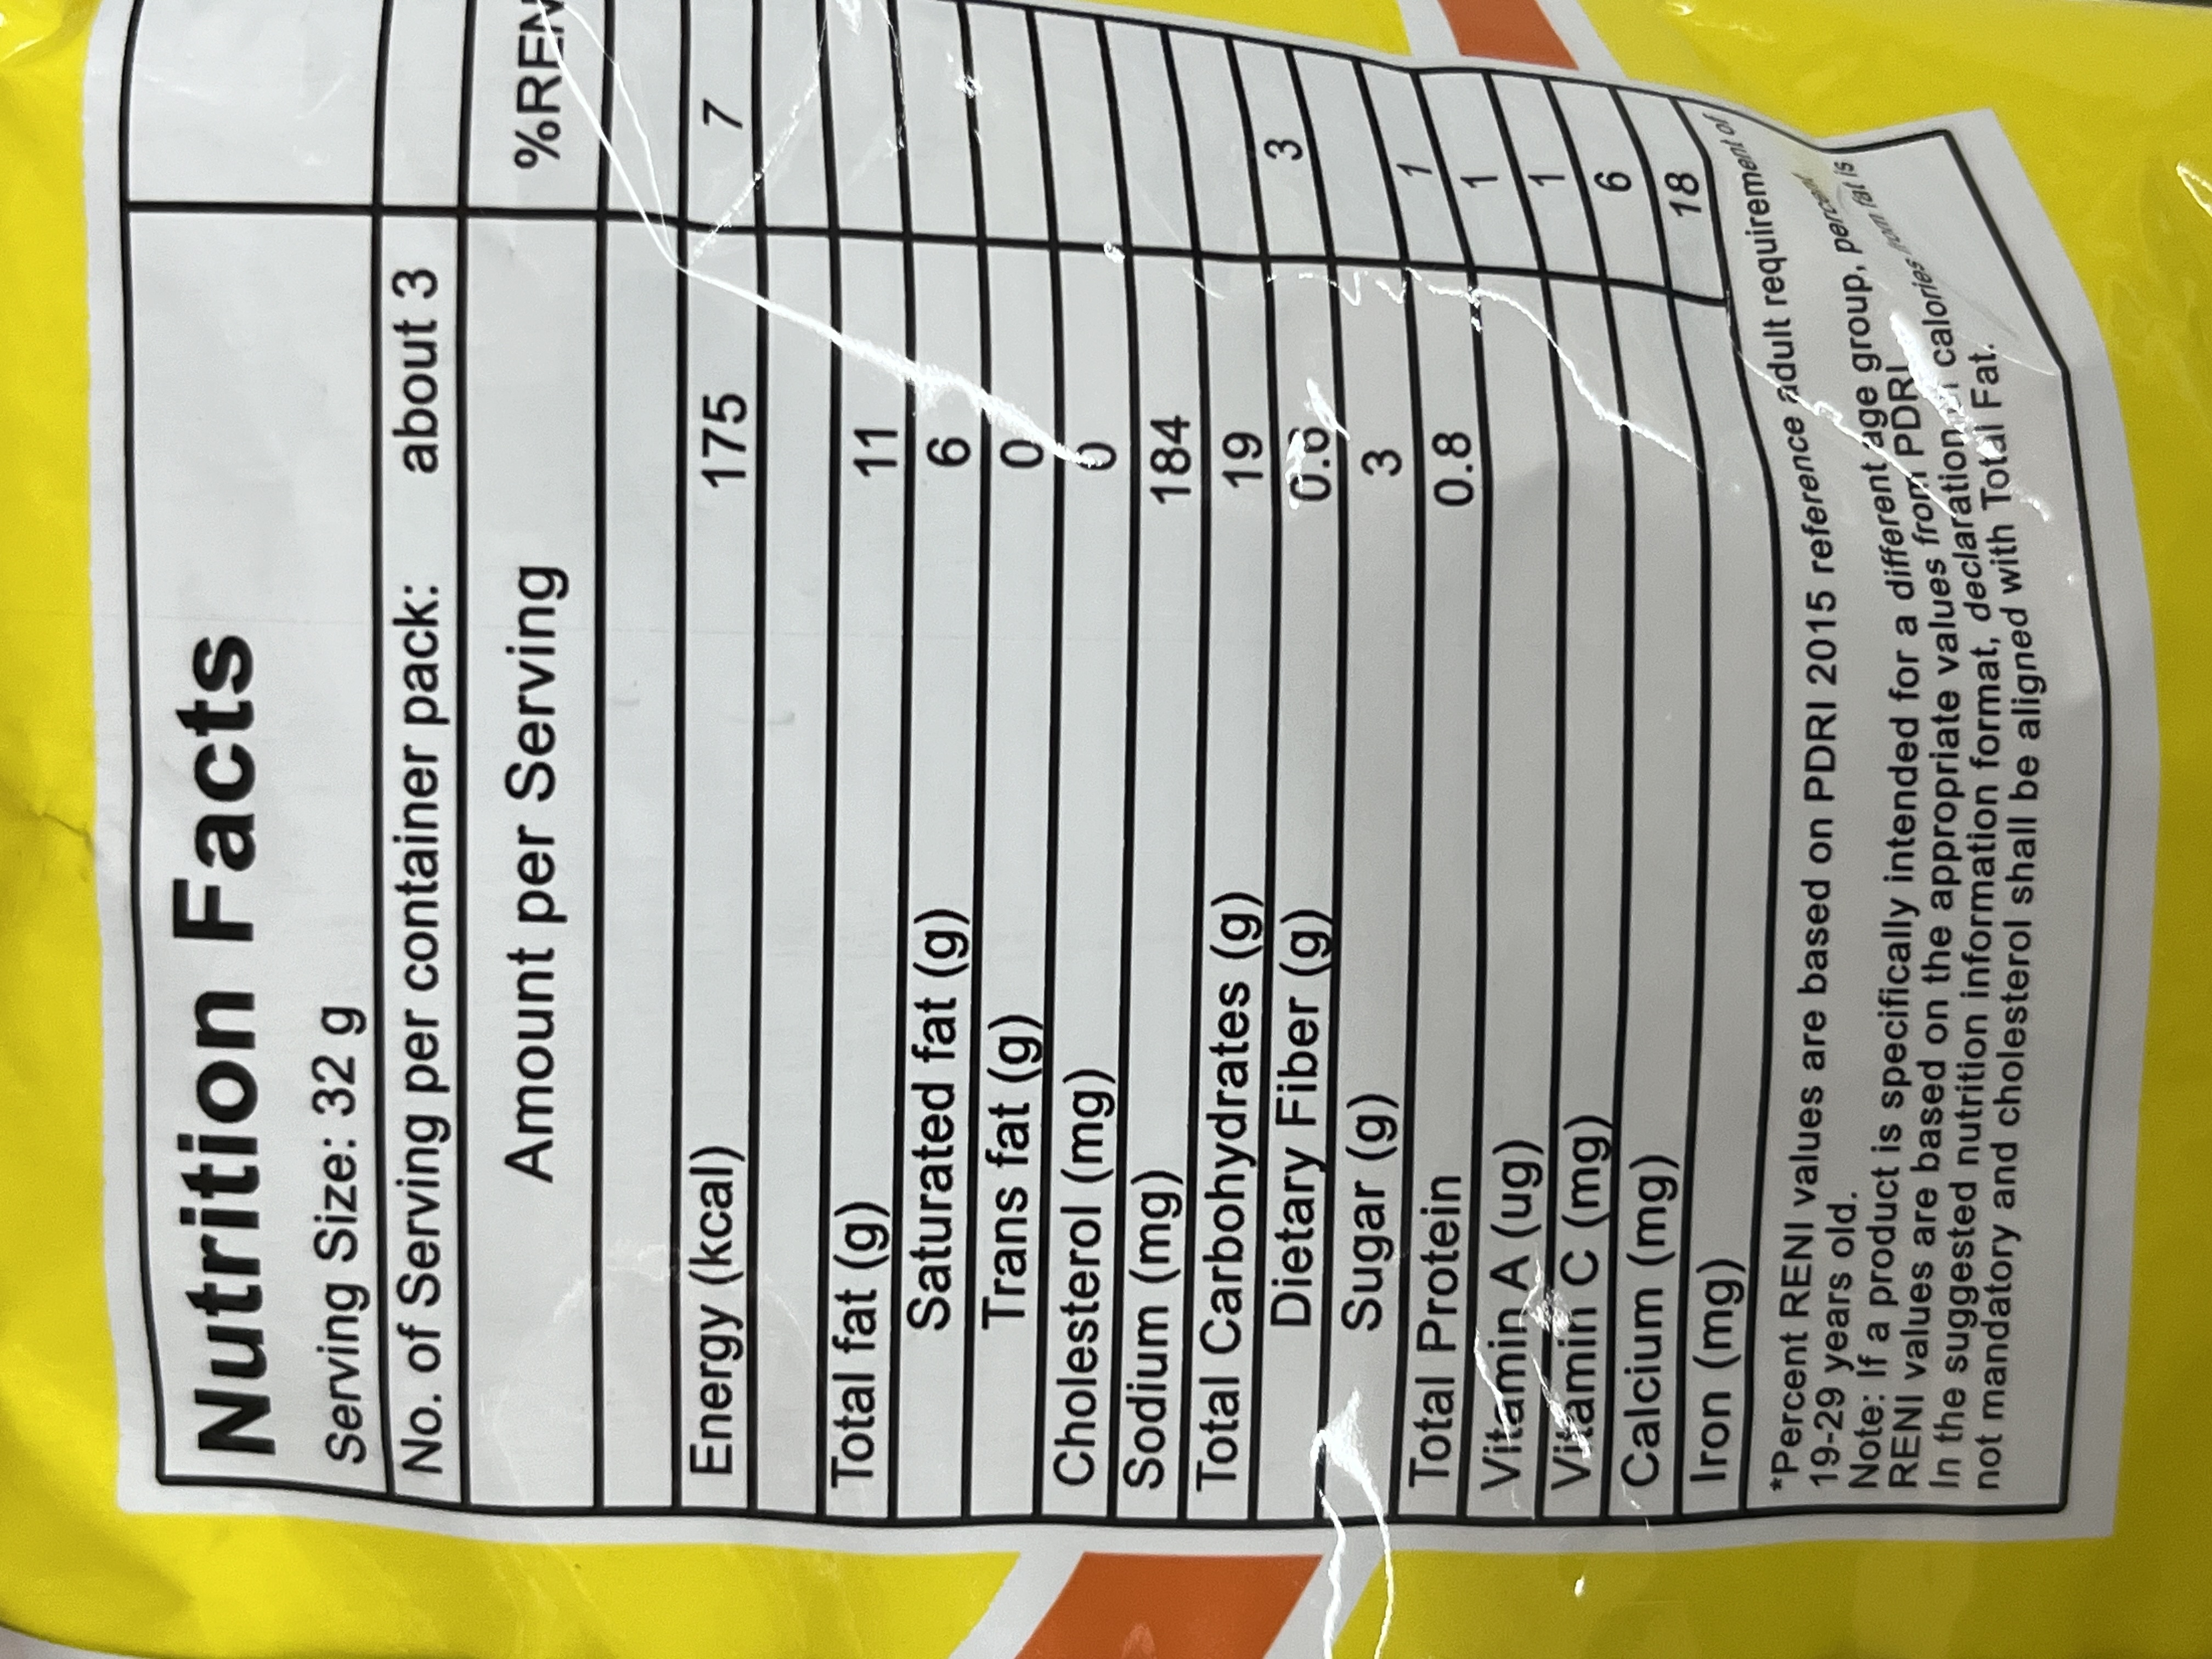 Nutrition Facts
Serving Size: 32 g
No. of Serving per container pack: about 3
Amount per Serving %REN
Energy (kcal) 175 7
Total fat (g) 11
Saturated fat (g) 6
Trans fat (g) 0
Cholesterol (mg) 0
Sodium (mg) 184
Total Carbohydrates (g) 19
Dietary Fiber (g) 0.6 3
Sugar (g) 3
Total Protein 0.8 1
Vitamin A (ug) 1
Vitamin C (mg) 1
Calcium (mg) 6
Iron (mg) 18
*Percent RENI values are based on PDRI 2015 reference adult requirement of
19-29 years old.
Note: If a product is specifically intended for a different age group, percent
RENI values are based on the appropriate values from PDRI
In the suggested nutrition information format, declaration of calories from fat is
not mandatory and cholesterol shall be aligned with Total Fat.